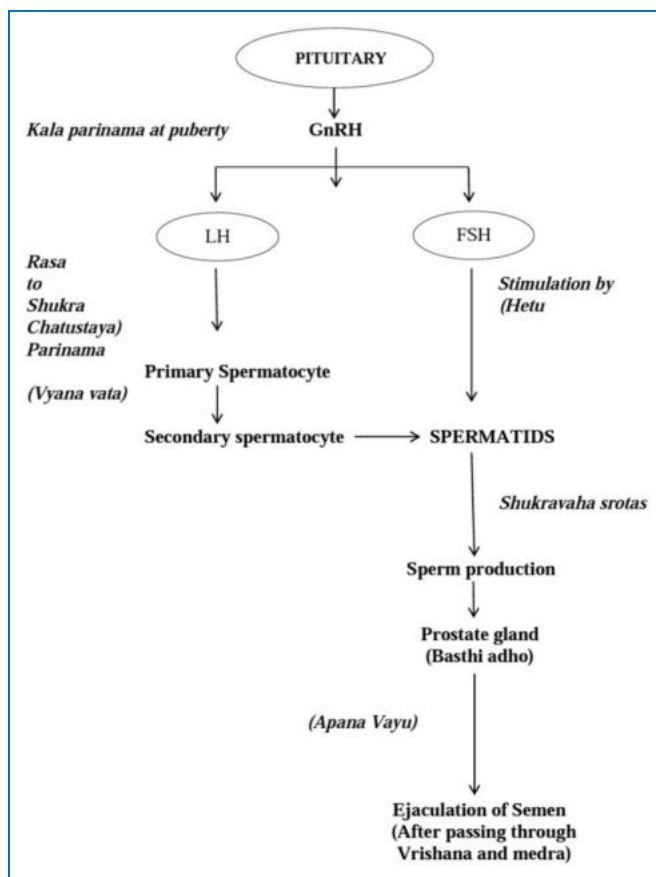 PITUITARY
Kala parinama at puberty
GnRH
LH
FSH
Rasa
to
Shukra
Chatustaya)
Parinama
(Vyana vata)
Stimulation by
(Hetu
Primary Spermatocyte
Secondary spermatocyte
SPERMATIDS
Shukravaha srotas
Sperm production
Prostate gland
(Basthi adho)
(Apana Vayu)
Ejaculation of Semen
(After passing through
Vrishana and medra)